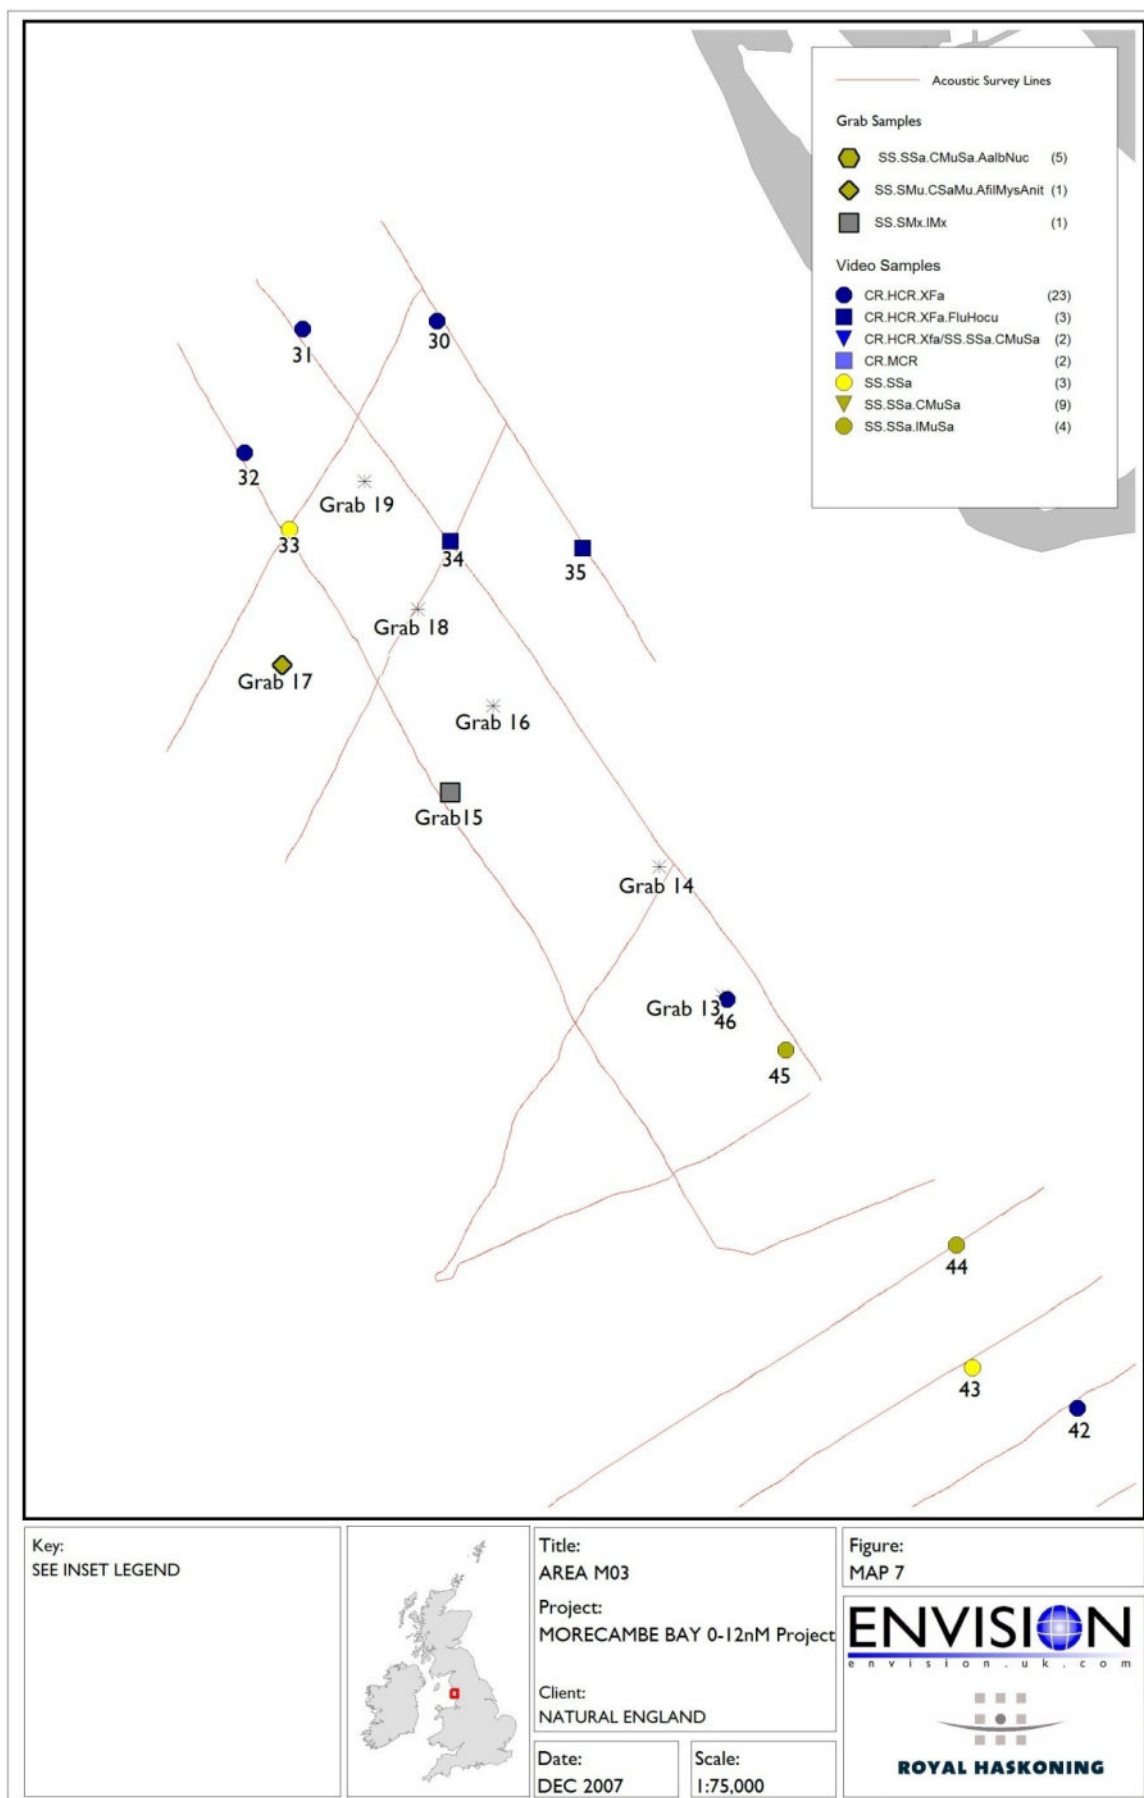 Acoustic Survey Lines
Grab Samples
SS.SSa.CMuSa.AalbNuc (5)
SS.SMu.CSaMu.AfilMysAnit (1)
SS.SMx.IMx (1)
Video Samples
CR.HCR.XFa (23)
CR.HCR.XFa.FluHocu (3)
CR.HCR.Xfa/SS.SSa.CMuSa (2)
CR.MCR (2)
SS.SSa (3)
SS.SSa.CMuSa (9)
SS.SSa.IMuSa (4)
31
30
32
Grab 19
33
34
35
Grab 18
Grab 17
Grab 16
Grab15
Grab 14
Grab 13
46
45
44
43
42
Key:
SEE INSET LEGEND
Title:
AREA M03
Project:
MORECAMBE BAY 0-12nM Project
Client:
NATURAL ENGLAND
Date:
DEC 2007
Scale:
1:75,000
Figure:
MAP 7
ENVISION
envision.uk.com
ROYAL HASKONING